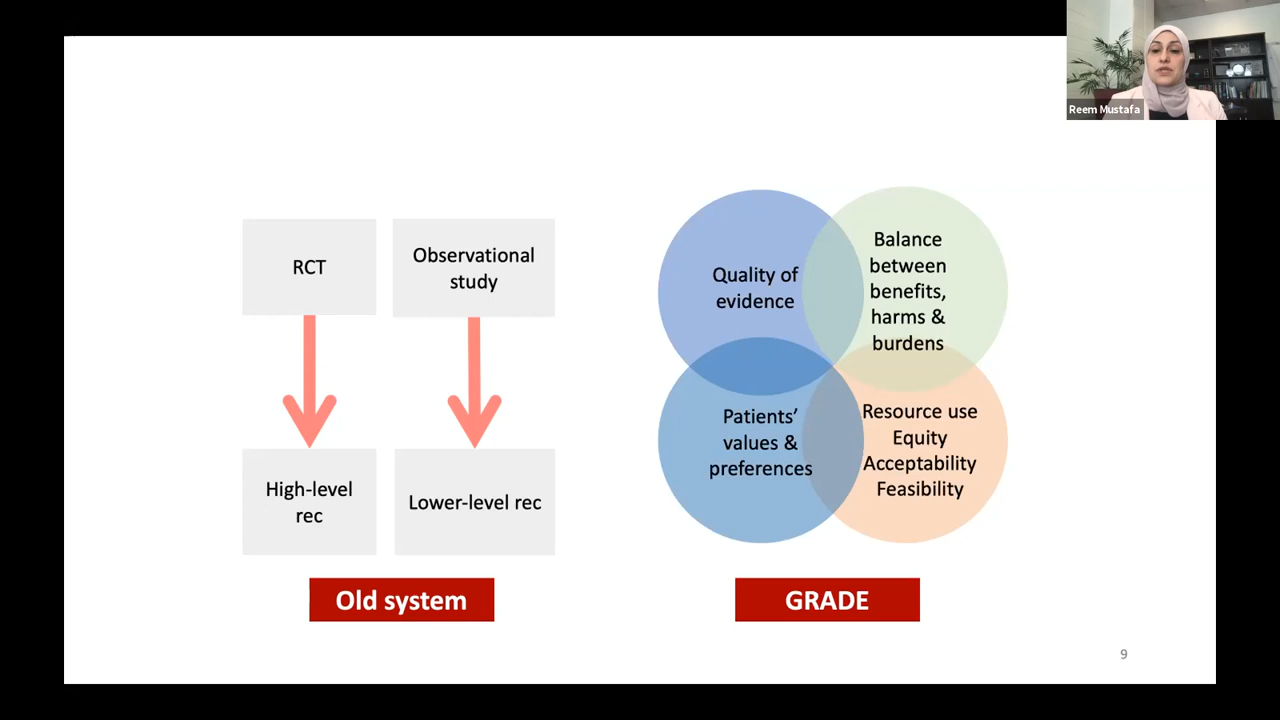 Reem Mustafa
RCT
Observational
study
High-level
rec
Lower-level rec
Old system
Quality of
evidence
Balance
between
benefits,
harms &
burdens
Patients’
values &
preferences
Resource use
Equity
Acceptability
Feasibility
GRADE
9